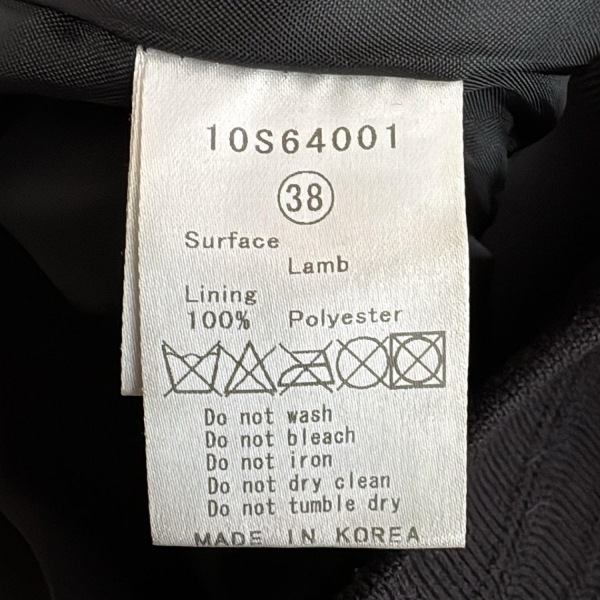 10S64001
38
Surface
Lamb
Lining
100% Polyester
Do not wash
Do not bleach
Do not iron
Do not dry clean
Do not tumble dry
MADE IN KOREA